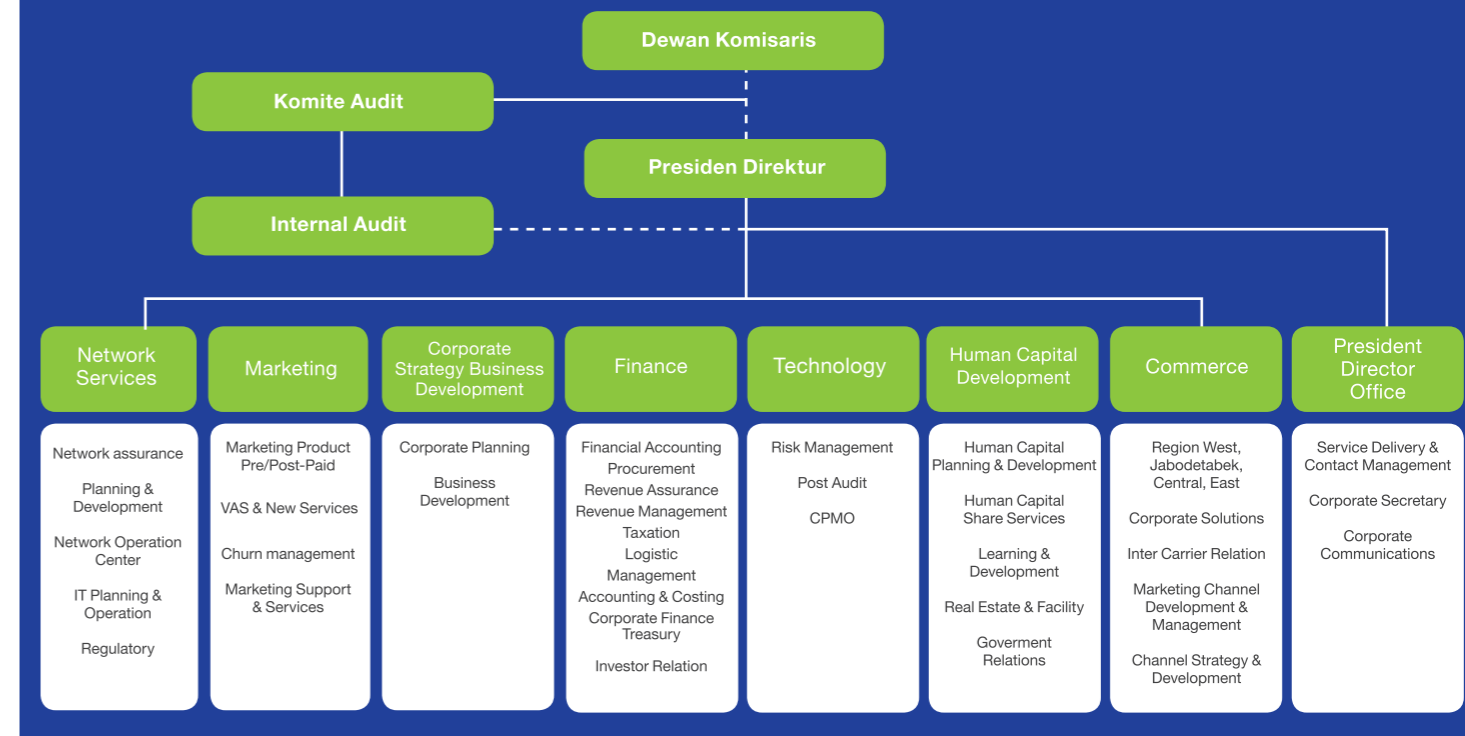 Dewan Komisaris
Komite Audit
Presiden Direktur
Internal Audit
Network
Services
Marketing
Corporate
Strategy Business
Development
Finance
Technology
Human Capital
Development
Commerce
President
Director
Office
Network assurance
Planning &
Development
Network Operation
Center
IT Planning &
Operation
Regulatory
Marketing Product
Pre/Post-Paid
VAS & New Services
Churn management
Marketing Support
& Services
Corporate Planning
Business
Development
Financial Accounting
Procurement
Revenue Assurance
Revenue Management
Taxation
Logistic
Management
Accounting & Costing
Corporate Finance
Treasury
Investor Relation
Risk Management
Post Audit
CPMO
Human Capital
Planning & Development
Human Capital
Share Services
Learning &
Development
Real Estate & Facility
Goverment
Relations
Region West,
Jabodetabek,
Central, East
Corporate Solutions
Inter Carrier Relation
Marketing Channel
Development &
Management
Channel Strategy &
Development
Service Delivery &
Contact Management
Corporate Secretary
Corporate
Communications